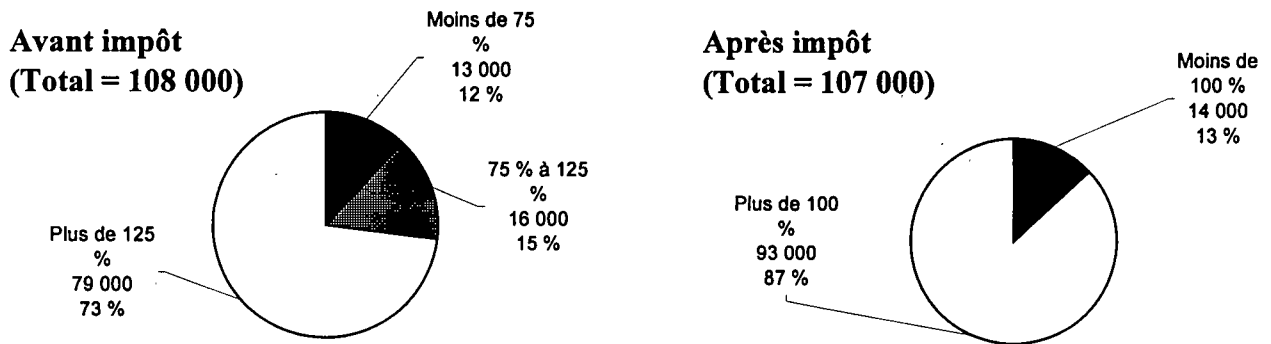 Avant impôt
(Total = 108 000)
Moins de 75
%
13 000
12 %
75 % à 125
%
16 000
15 %
Plus de 125
%
79 000
73 %
Après impôt
(Total = 107 000)
Moins de
100 %
14 000
13 %
Plus de 100
%
93 000
87 %